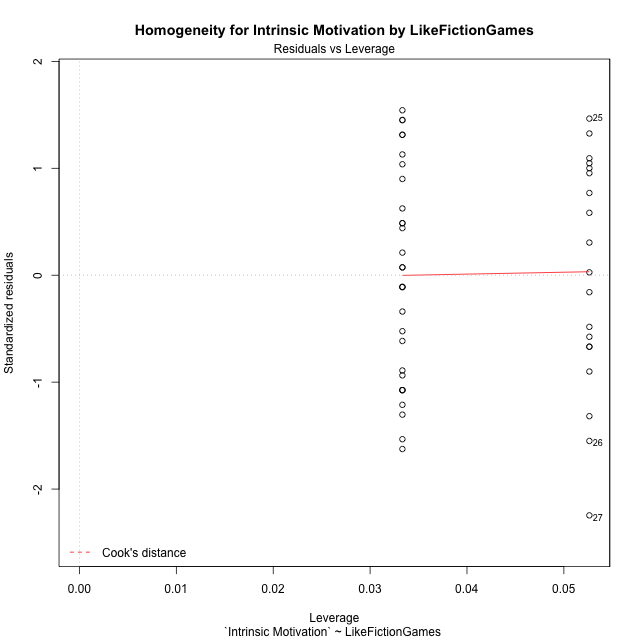 Homogeneity for Intrinsic Motivation by LikeFictionGames
Residuals vs Leverage
2
1
0
-1
-2
Standardized residuals
25
26
27
Cook's distance
0.00 0.01 0.02 0.03 0.04 0.05
Leverage
`Intrinsic Motivation` ~ LikeFictionGames